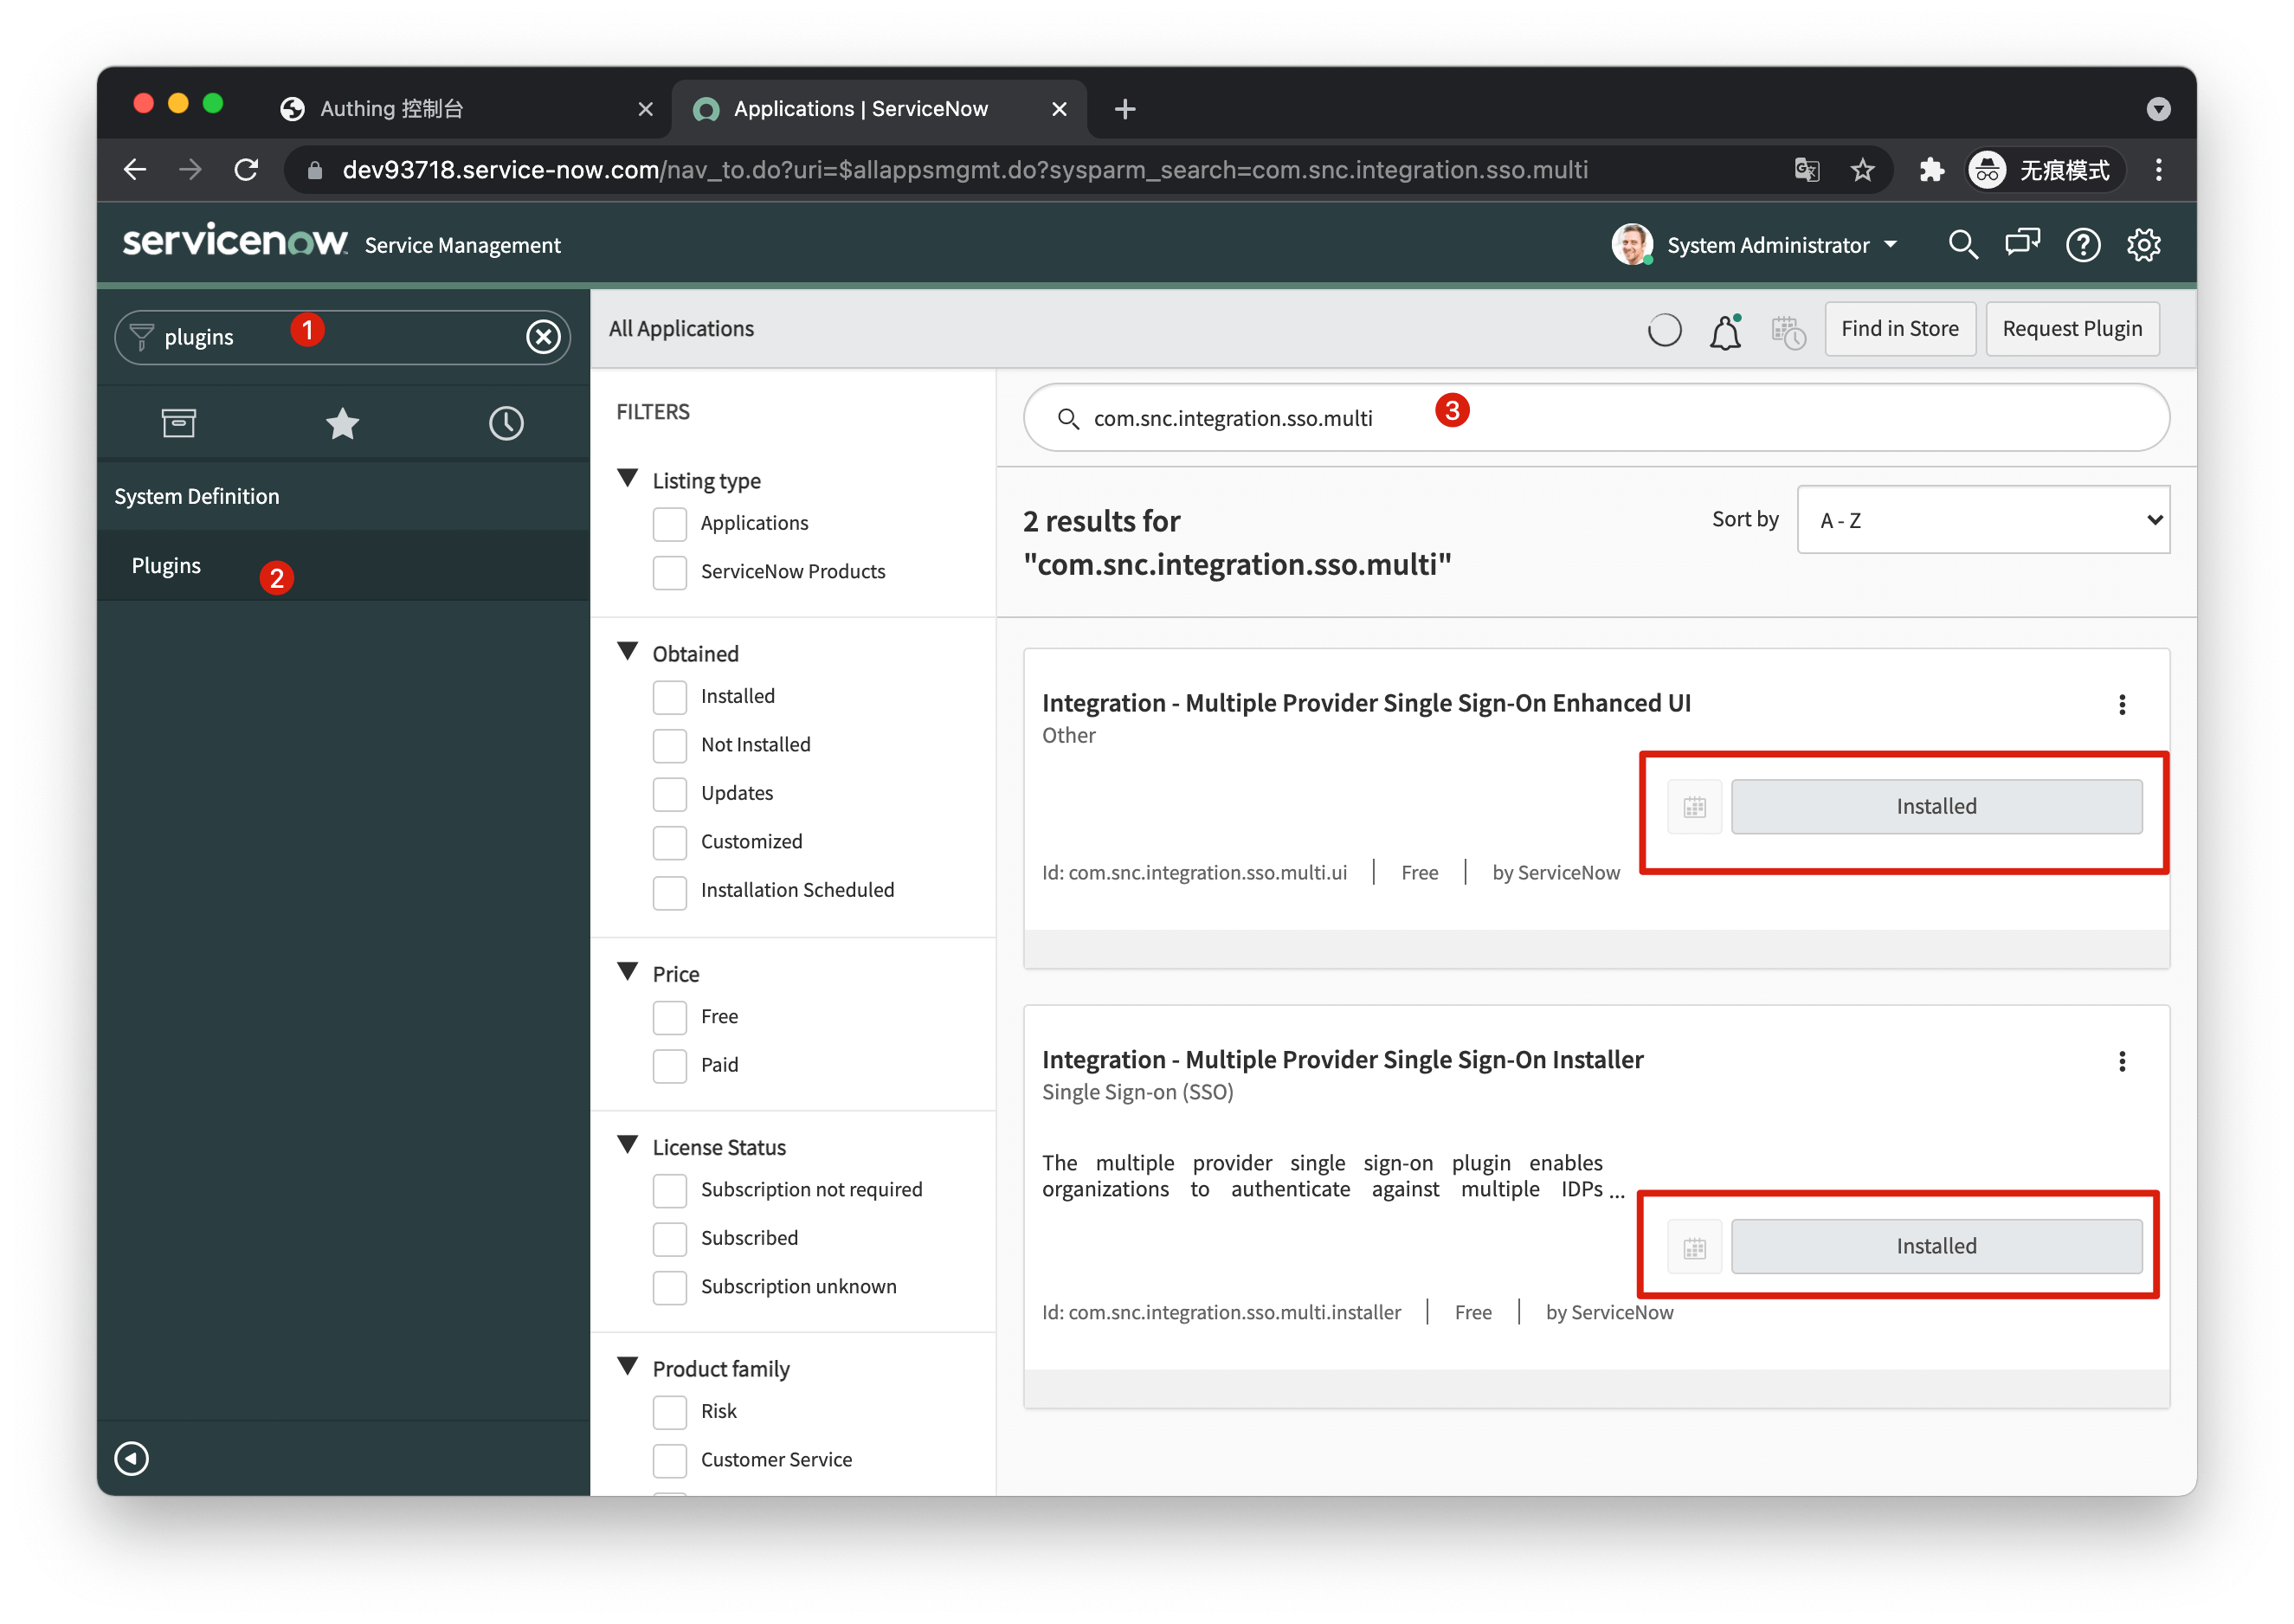 Authing 控制台
Applications | ServiceNow
dev93718.service-now.com/nav_to.do?uri=$allappsmgmt.do?sysparm_search=com.snc.integration.sso.multi
无痕模式
servicenow
Service Management
System Administrator
plugins
1
System Definition
Plugins
2
All Applications
Find in Store
Request Plugin
FILTERS
Listing type
Applications
ServiceNow Products
Obtained
Installed
Not Installed
Updates
Customized
Installation Scheduled
Price
Free
Paid
License Status
Subscription not required
Subscribed
Subscription unknown
Product family
Risk
Customer Service
com.snc.integration.sso.multi
3
2 results for
"com.snc.integration.sso.multi"
Sort by
A - Z
Integration - Multiple Provider Single Sign-On Enhanced UI
Other
Installed
Id: com.snc.integration.sso.multi.ui
Free
by ServiceNow
Integration - Multiple Provider Single Sign-On Installer
Single Sign-on (SSO)
The multiple provider single sign-on plugin enables
organizations to authenticate against multiple IDPs ...
Installed
Id: com.snc.integration.sso.multi.installer
Free
by ServiceNow